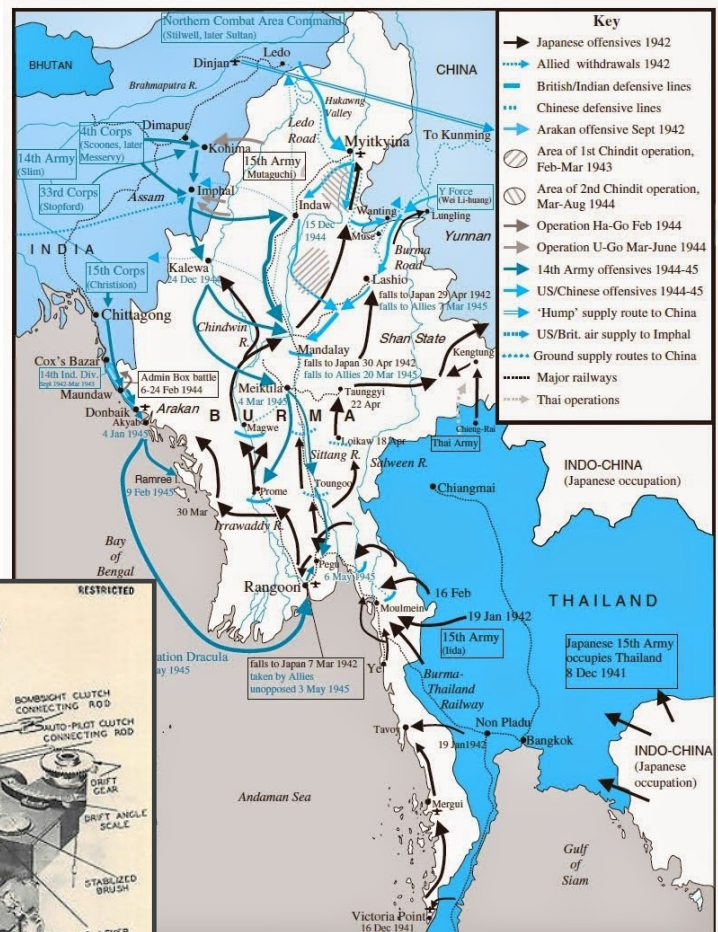 Northern Combat Area Command
(Stilwell, later Sultan)
Ledo
Dinjan
BHUTAN
CHINA
Brahmaputra R.
Hukawng
Valley
Ledo
Road
Dimapur
4th Corps
(Scoones, later
Messervy)
Kohima
Myitkyina
To Kunming
14th Army
(Slim)
15th Army
(Mutaguchi)
33rd Corps
(Stopford)
Assam
Imphal
Indaw
Wanting
Y Force
(Wei Li-huang)
Lungling
15 Dec
1944
Muse
Yunnan
INDIA
Burma
Road
15th Corps
(Christison)
Kalewa
24 Dec 1944
Lashio
falls to Japan 29 Apr 1942
falls to Allies 7 Mar 1945
Chittagong
Chindwin
R.
Shan State
Mandalay
falls to Japan 30 Apr 1942
falls to Allies 20 Mar 1945
Kengtung
Cox's Bazar
14th Ind. Div.
Sept 1942-Mar 1943
Admin Box battle
6-24 Feb 1944
Maundaw
Meiktila
4 Mar 1945
Taunggyi
22 Apr
Donbaik
Arakan
Akyab
4 Jan 1945
BURMA
Magwe
Loikaw 18 Apr
Chieng-Rai
Thai Army
Sittang R.
Salween R.
Ramree I.
9 Feb 1945
Prome
Toungoo
Chiangmai
INDO-CHINA
(Japanese occupation)
30 Mar
Irrawaddy R.
Bay
of
Bengal
Pegu
6 May 1945
Rangoon
16 Feb
Moulmein
THAILAND
19 Jan 1942
15th Army
(Iida)
Japanese 15th Army
occupies Thailand
8 Dec 1941
ation Dracula
ay 1945
falls to Japan 7 Mar 1942
taken by Allies
unopposed 3 May 1945
Ye
Burma-
Thailand
Railway
Tavoy
Non Pladu
19 Jan1942
Bangkok
INDO-CHINA
(Japanese
occupation)
Andaman Sea
Mergui
Gulf
of
Siam
Victoria Point
16 Dec 1941
Key
Japanese offensives 1942
Allied withdrawals 1942
British/Indian defensive lines
Chinese defensive lines
Arakan offensive Sept 1942
Area of 1st Chindit operation,
Feb-Mar 1943
Area of 2nd Chindit operation,
Mar-Aug 1944
Operation Ha-Go Feb 1944
Operation U-Go Mar-June 1944
14th Army offensives 1944-45
US/Chinese offensives 1944-45
'Hump' supply route to China
US/Brit. air supply to Imphal
Ground supply routes to China
Major railways
Thai operations
RESTRICTED
BOMBSIGHT CLUTCH
CONNECTING ROD
AUTO-PILOT CLUTCH
CONNECTING ROD
DRIFT
GEAR
DRIFT ANGLE
SCALE
STABILIZED
BRUSH